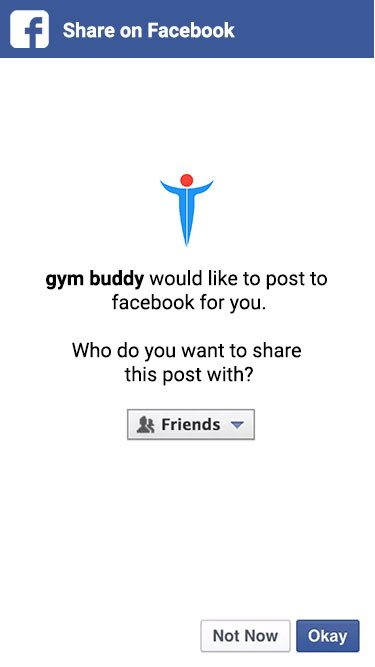 Share on Facebook
gym buddy would like to post to
facebook for you.
Who do you want to share
this post with?
Friends
Not Now
Okay